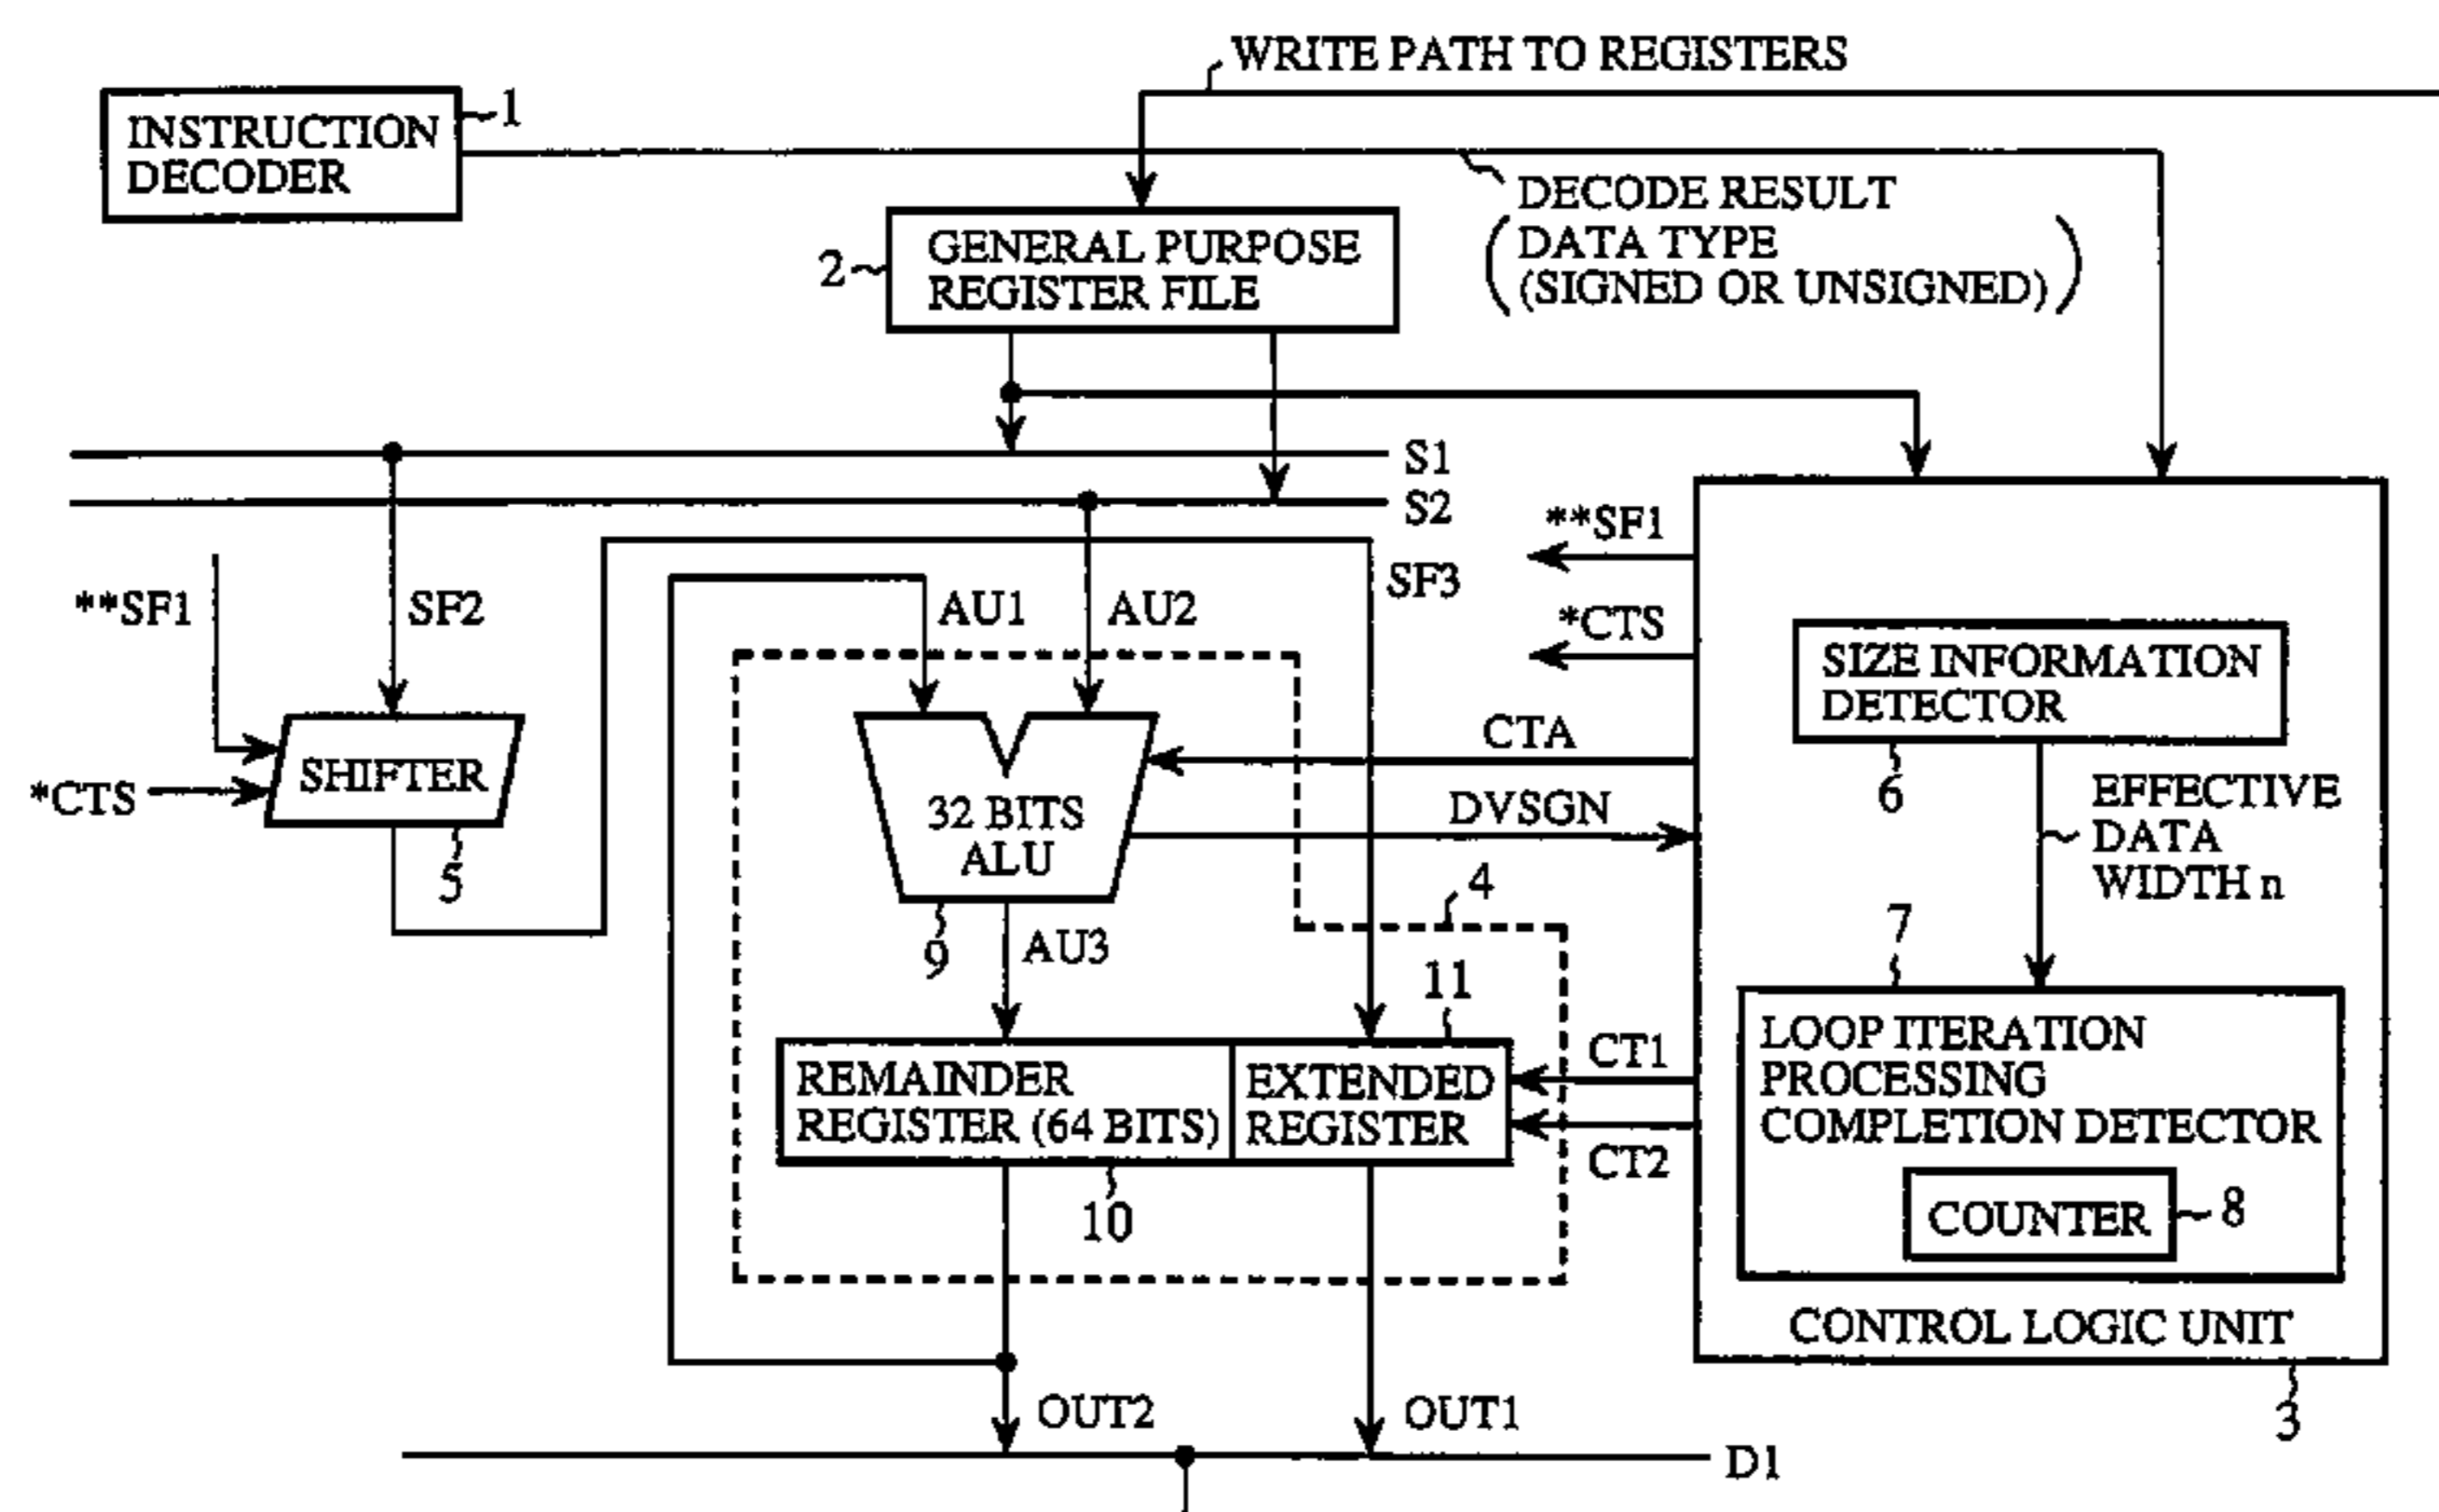 WRITE PATH TO REGISTERS
INSTRUCTION
DECODER
1
DECODE RESULT
DATA TYPE
(SIGNED OR UNSIGNED)
2
GENERAL PURPOSE
REGISTER FILE
S1
S2
**SF1
SF2
AU1
AU2
SF3
**SF1
*CTS
SIZE INFORMATION
DETECTOR
6
SHIFTER
*CTS
5
32 BITS
ALU
9
CTA
DVSGN
EFFECTIVE
DATA
WIDTH n
4
AU3
11
7
REMAINDER
REGISTER (64 BITS)
EXTENDED
REGISTER
10
CT1
CT2
LOOP ITERATION
PROCESSING
COMPLETION DETECTOR
COUNTER
8
CONTROL LOGIC UNIT
3
OUT2
OUT1
D1